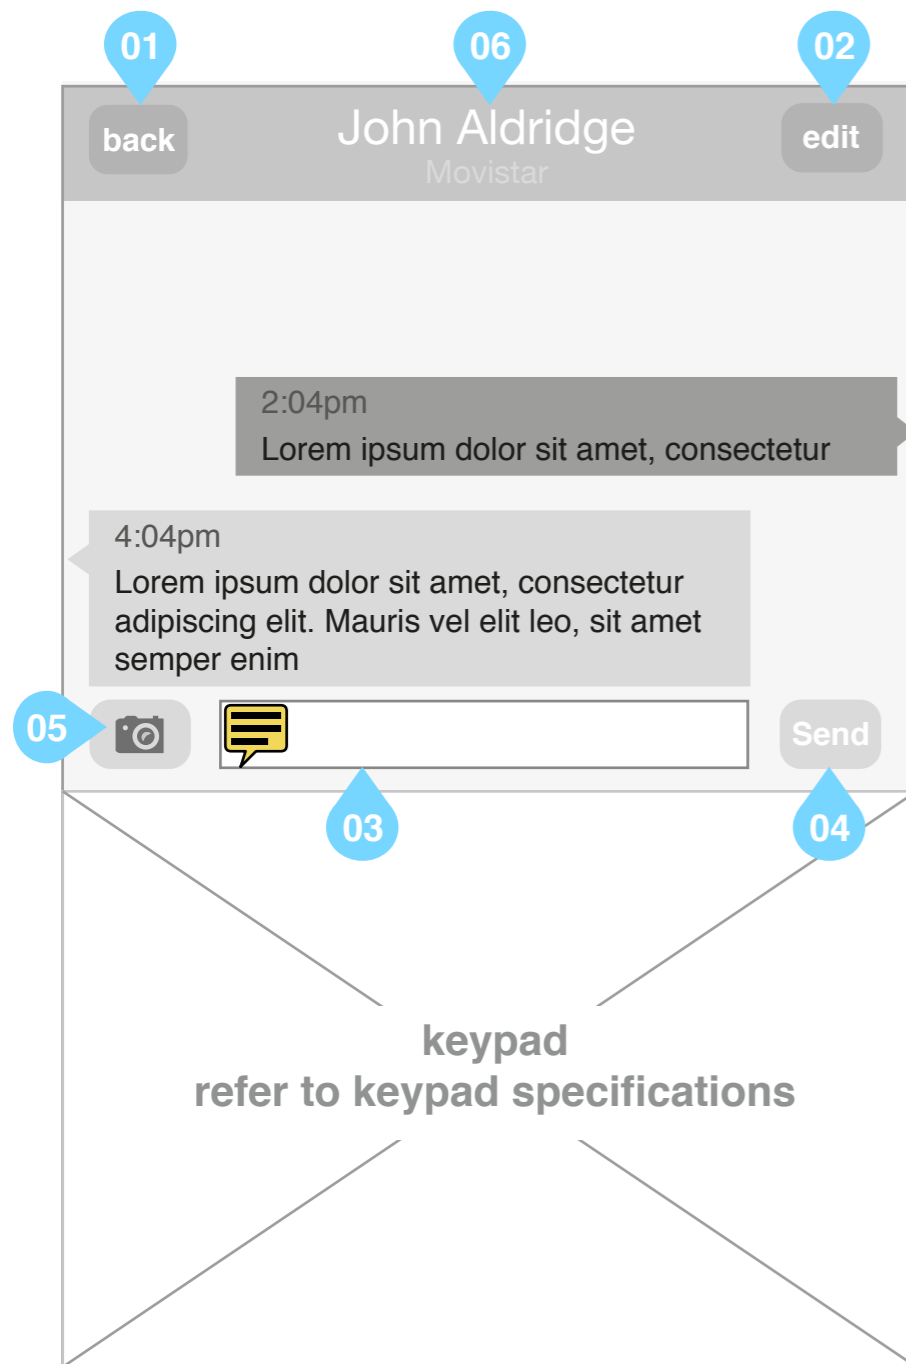 01
06
02
back
John Aldridge
edit
Movistar
2:04pm
Lorem ipsum dolor sit amet, consectetur
4:04pm
Lorem ipsum dolor sit amet, consectetur
adipiscing elit. Mauris vel elit leo, sit amet
semper enim
05
Send
03
04
keypad
refer to keypad specifications